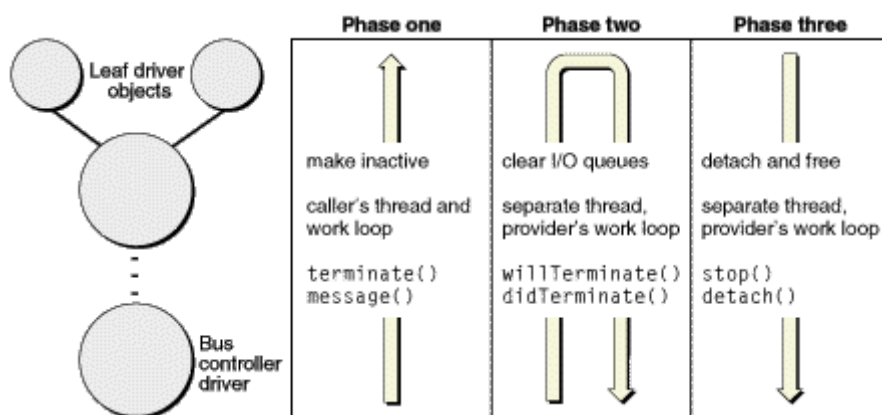 Phase one
Phase two
Phase three
Leaf driver
objects
make inactive
clear I/O queues
detach and free
caller's thread and
work loop
separate thread,
provider's work loop
separate thread,
provider's work loop
terminate()
message()
willTerminate()
didTerminate()
stop()
detach()
Bus
controller
driver